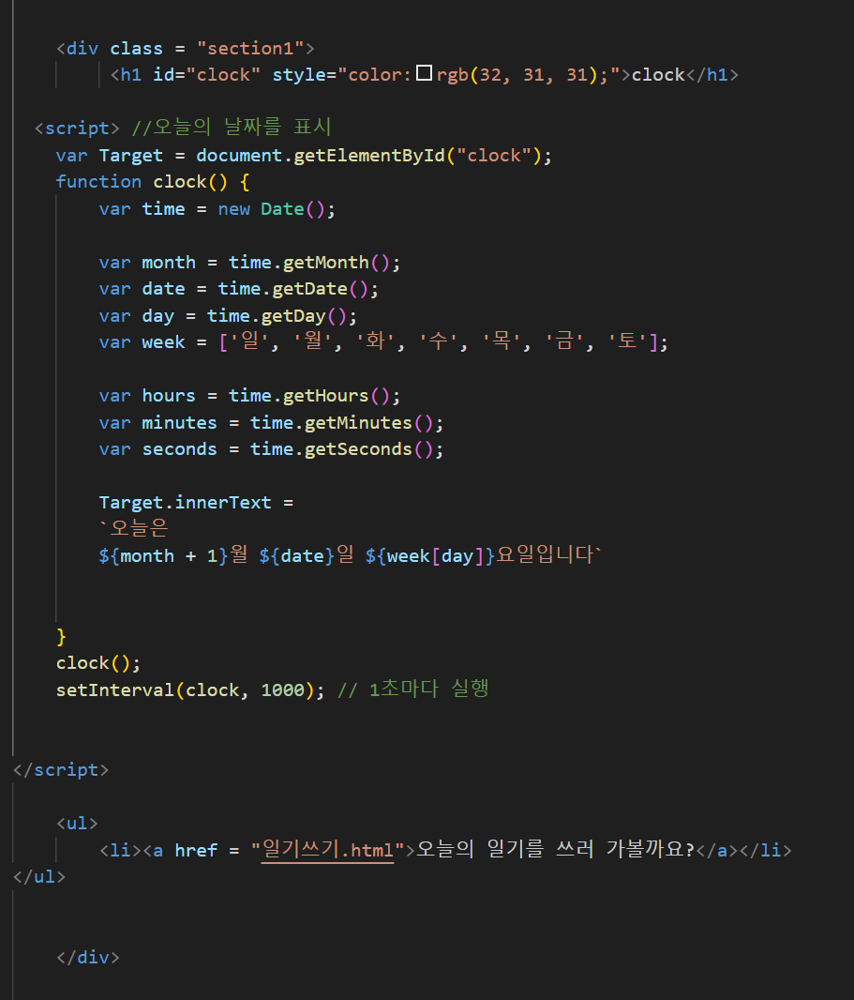 <div class = "section1">
<h1 id="clock" style="color:rgb(32, 31, 31);">clock</h1>
<script> //오늘의 날짜를 표시
var Target = document.getElementById("clock");
function clock() {
var time = new Date();
var month = time.getMonth();
var date = time.getDate();
var day = time.getDay();
var week = ['일', '월', '화', '수', '목', '금', '토'];
var hours = time.getHours();
var minutes = time.getMinutes();
var seconds = time.getSeconds();
Target.innerText =
`오늘은
${month + 1}월 ${date}일 ${week[day]}요일입니다`
}
clock();
setInterval(clock, 1000); // 1초마다 실행
</script>
<ul>
<li><a href = "일기쓰기.html">오늘의 일기를 쓰러 가볼까요?</a></li>
</ul>
</div>